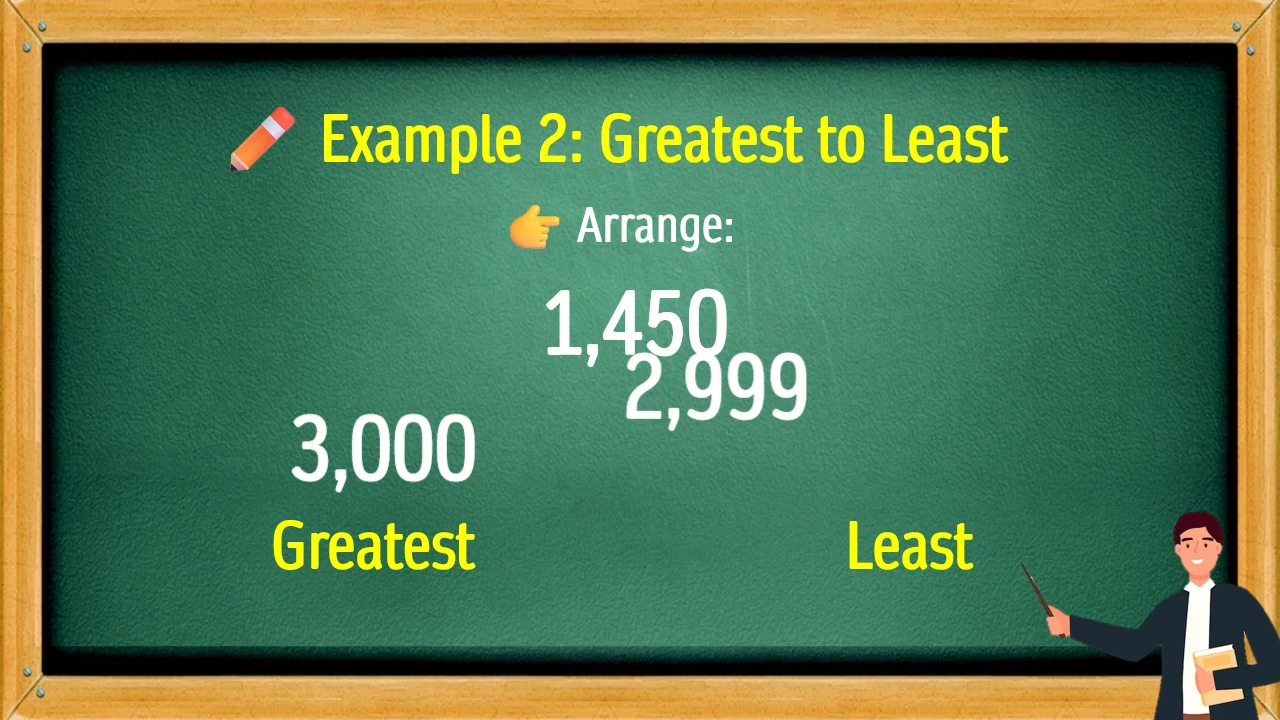 Example 2: Greatest to Least
Arrange:
1,450
2,999
3,000
Greatest Least